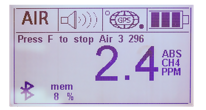 AIR GPS
Press F to stop Air 3 296
2.4 ABS
CH4
PPM
mem
8 %